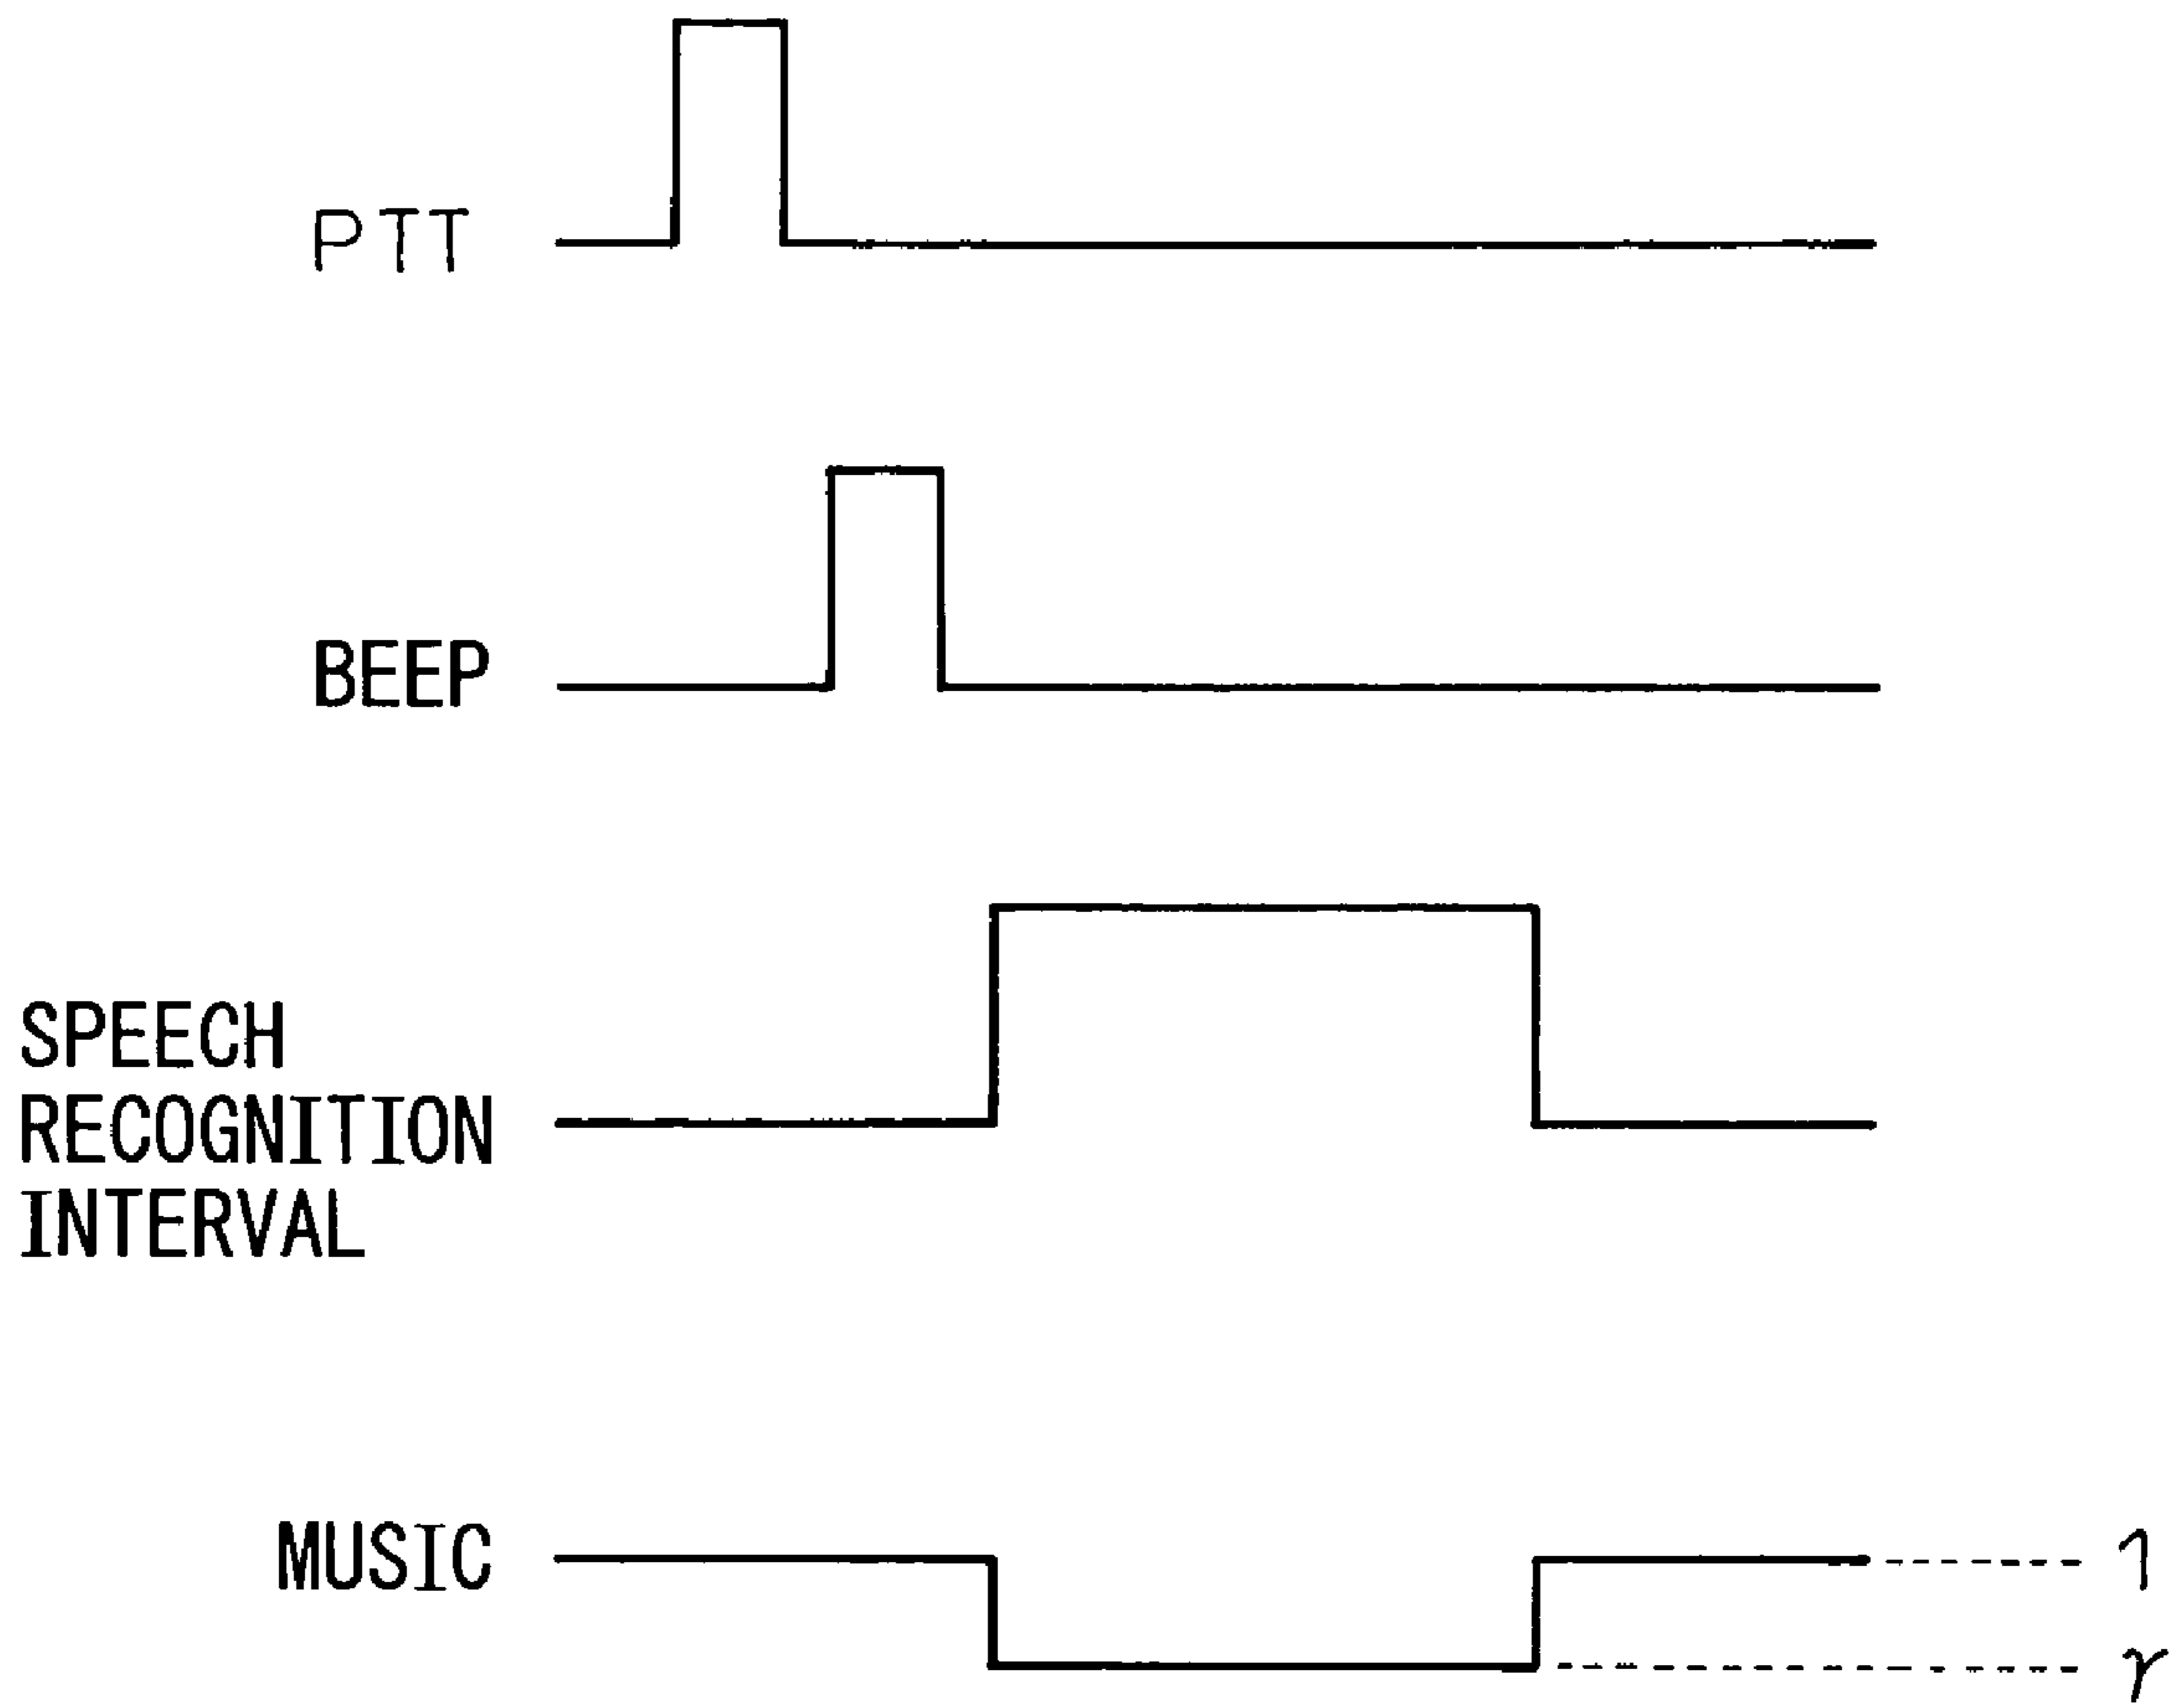 PTT
BEEP
SPEECH
RECOGNITION
INTERVAL
MUSIC
1
γ